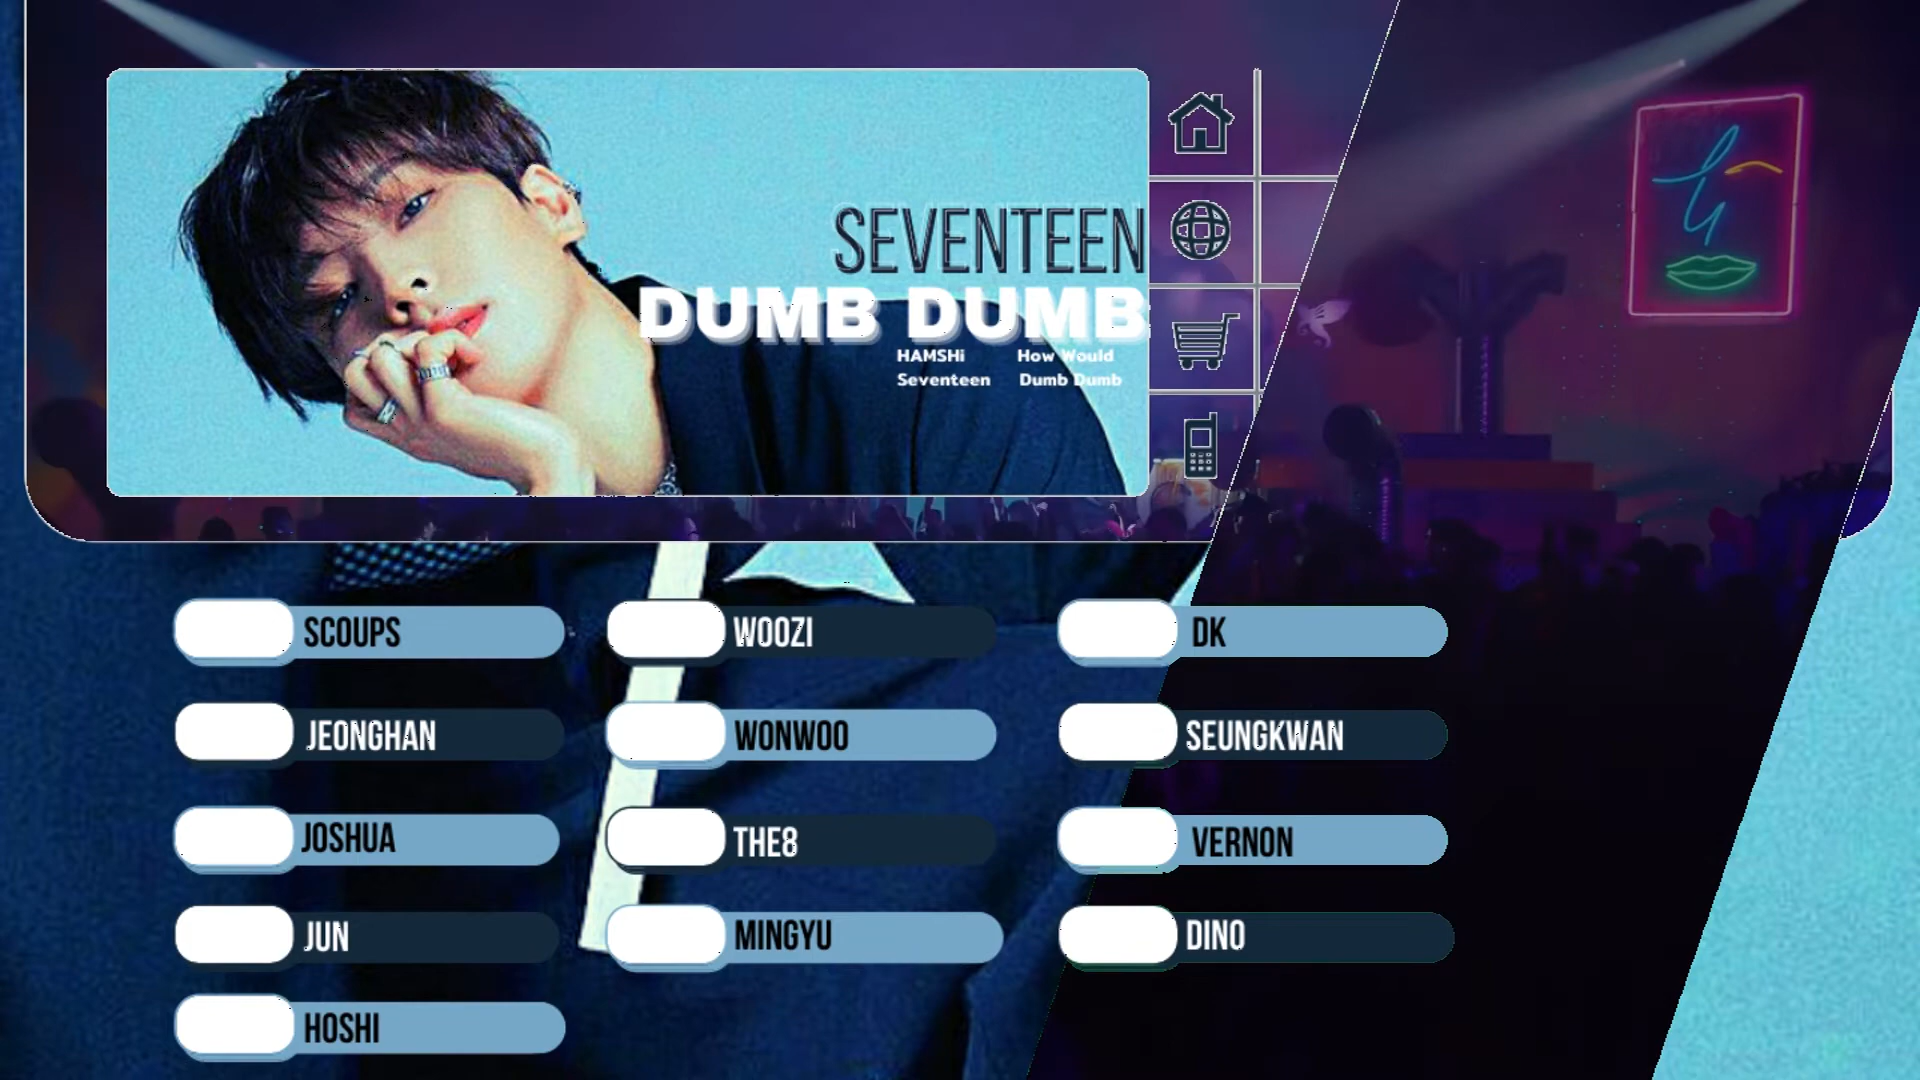 SEVENTEEN
DUMB DUMB
HAMSHi How Would
Seventeen Dumb Dumb
SCOUPS
JEONGHAN
JOSHUA
JUN
HOSHI
WOOZI
WONWOO
THE8
MINGYU
DK
SEUNGKWAN
VERNON
DINO